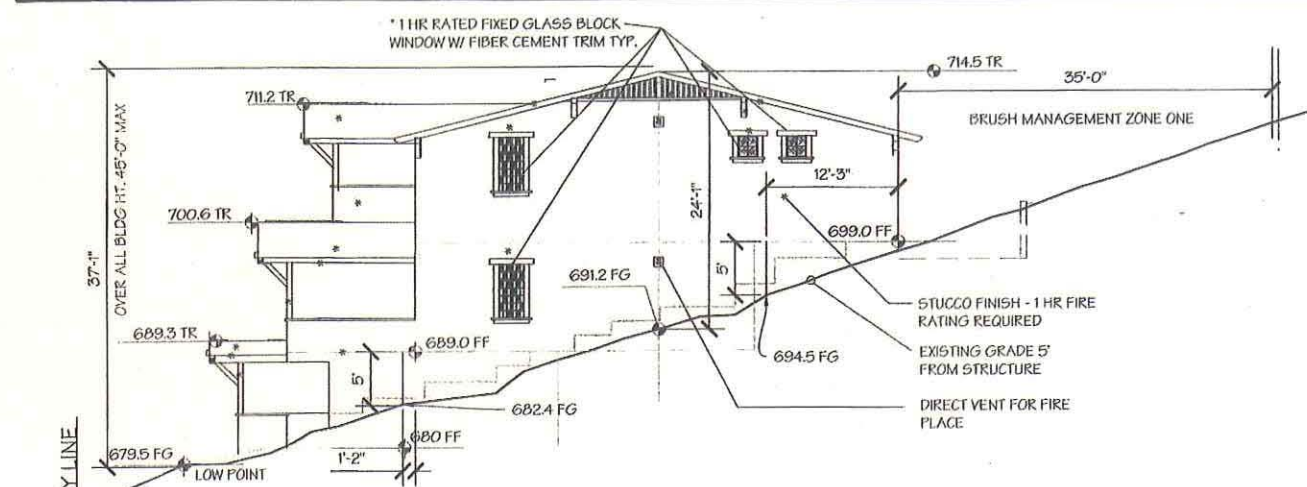 * 1 HR RATED FIXED GLASS BLOCK
WINDOW W/ FIBER CEMENT TRIM TYP.
714.5 TR
35'-0"
711.2 TR
1
BRUSH MANAGEMENT ZONE ONE
OVER ALL BLDG HT. 45'-0" MAX
37'-1"
12'-3"
24'-1"
700.6 TR
699.0 FF
5'
691.2 FG
STUCCO FINISH - 1 HR FIRE
RATING REQUIRED
689.3 TR
689.0 FF
694.5 FG
EXISTING GRADE 5'
FROM STRUCTURE
5'
682.4 FG
DIRECT VENT FOR FIRE
PLACE
680 FF
679.5 FG
1'-2"
LOW POINT
Y LINE